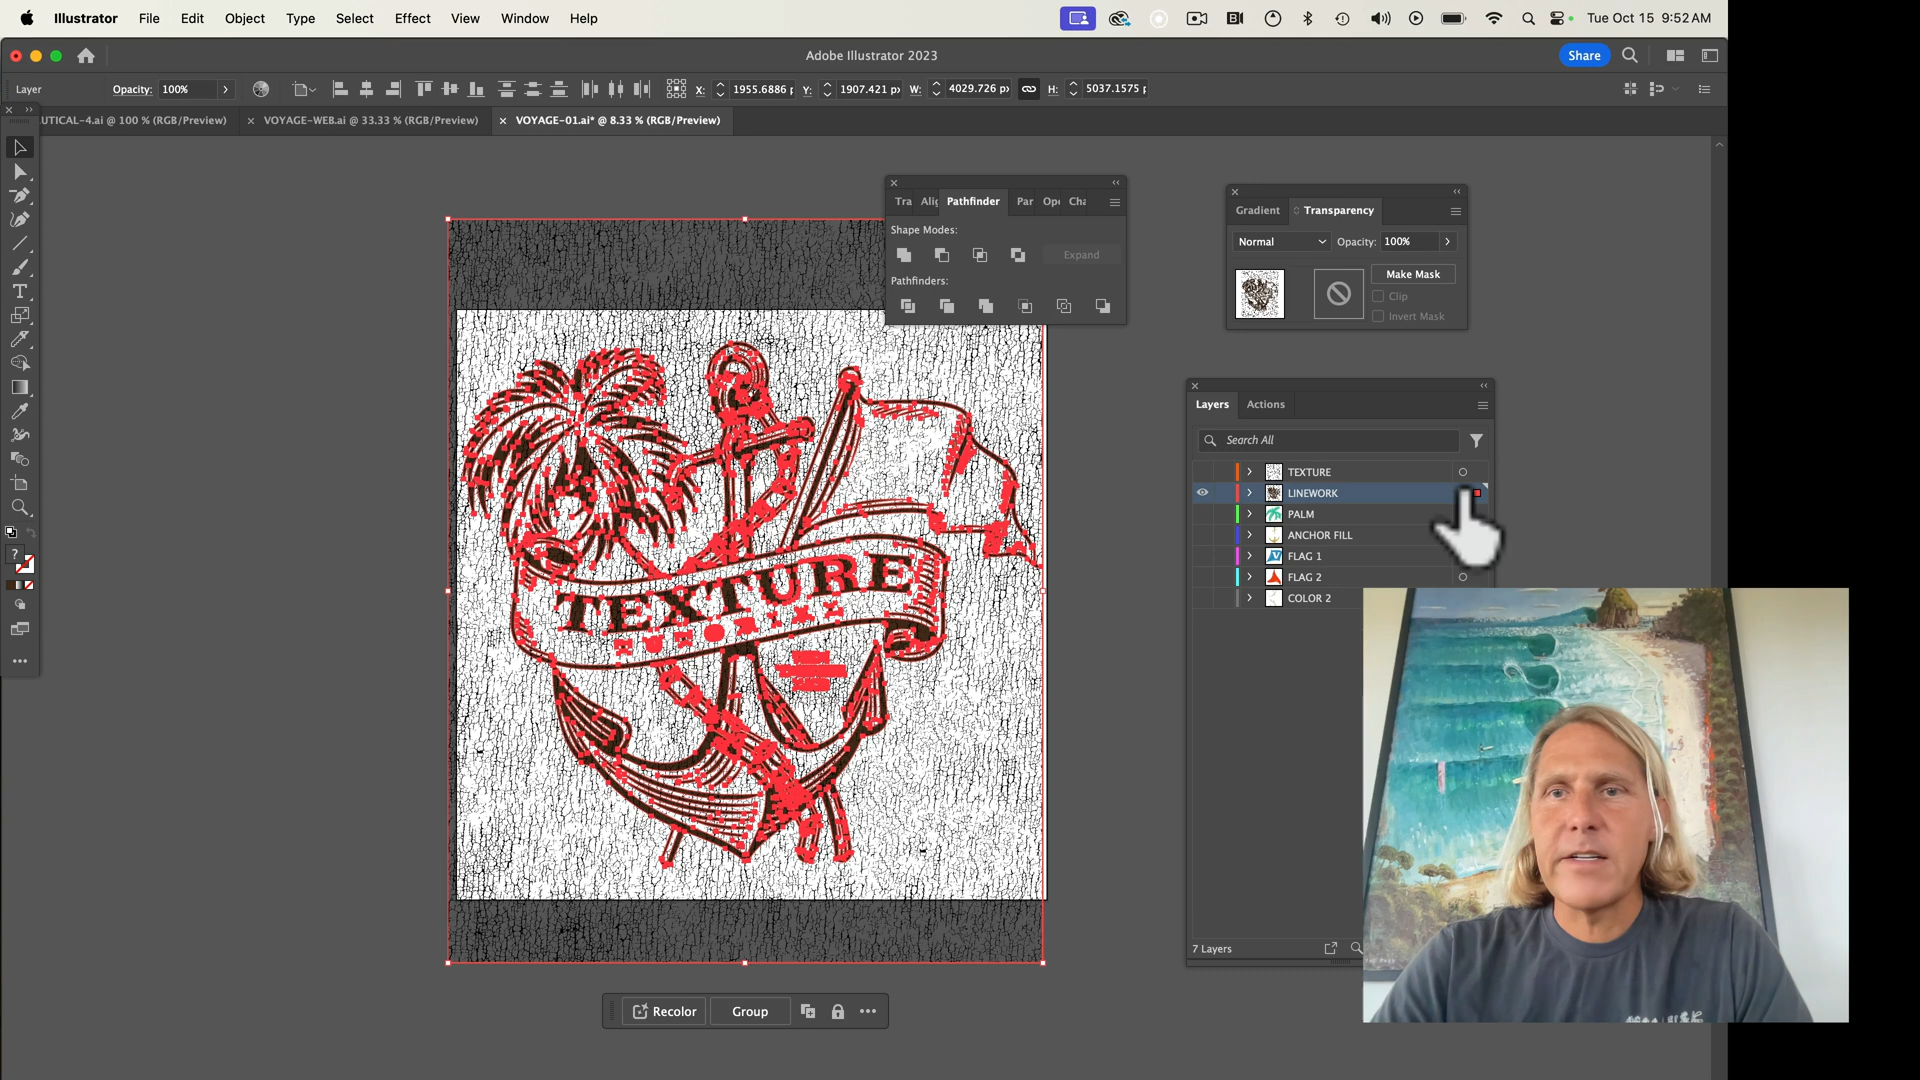 Illustrator File Edit Object Type Select Effect View Window Help
Tue Oct 15 9:52 AM
Adobe Illustrator 2023
Share
Layer
Opacity: 100%
X: 1955.6886 p Y: 1907.421 px W: 4029.726 px H: 5037.1575 p
UTICAL-4.ai @ 100 % (RGB/Preview)
× VOYAGE-WEB.ai @ 33.33 % (RGB/Preview)
× VOYAGE-01.ai* @ 8.33 % (RGB/Preview)
Tra Alig Pathfinder Par Ope Cha
Shape Modes:
Expand
Pathfinders:
Gradient Transparency
Normal Opacity: 100%
Make Mask
Clip
Invert Mask
Layers Actions
Search All
TEXTURE
LINEWORK
PALM
ANCHOR FILL
FLAG 1
FLAG 2
COLOR 2
7 Layers
TEXTURE
Recolor Group